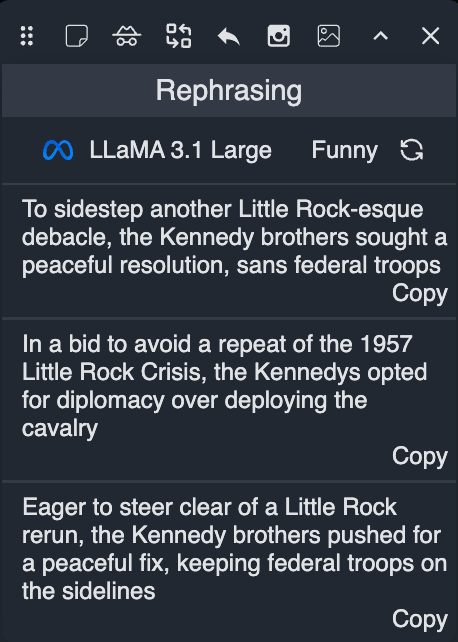 Rephrasing
LLaMA 3.1 Large Funny
To sidestep another Little Rock-esque
debacle, the Kennedy brothers sought a
peaceful resolution, sans federal troops
Copy
In a bid to avoid a repeat of the 1957
Little Rock Crisis, the Kennedys opted
for diplomacy over deploying the
cavalry
Copy
Eager to steer clear of a Little Rock
rerun, the Kennedy brothers pushed for
a peaceful fix, keeping federal troops on
the sidelines
Copy